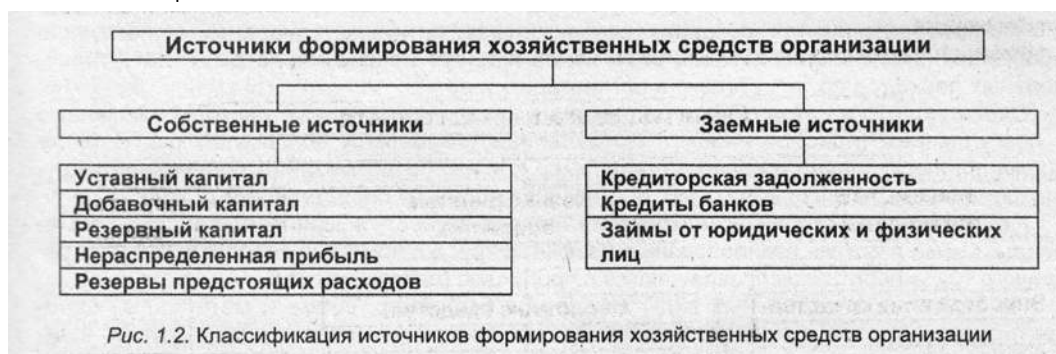 Источники формирования хозяйственных средств организации
Собственные источники
Заемные источники
Уставный капитал
Добавочный капитал
Резервный капитал
Нераспределенная прибыль
Резервы предстоящих расходов
Кредиторская задолженность
Кредиты банков
Займы от юридических и физических
лиц
Рис. 1.2. Классификация источников формирования хозяйственных средств организации